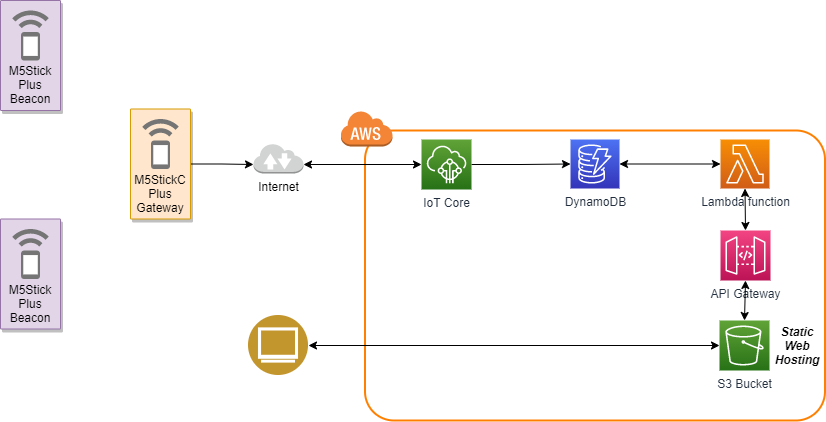 M5Stick
Plus
Beacon
M5StickC
Plus
Gateway
Internet
AWS
IoT Core
DynamoDB
Lambda function
API Gateway
M5Stick
Plus
Beacon
Static
Web
Hosting
S3 Bucket